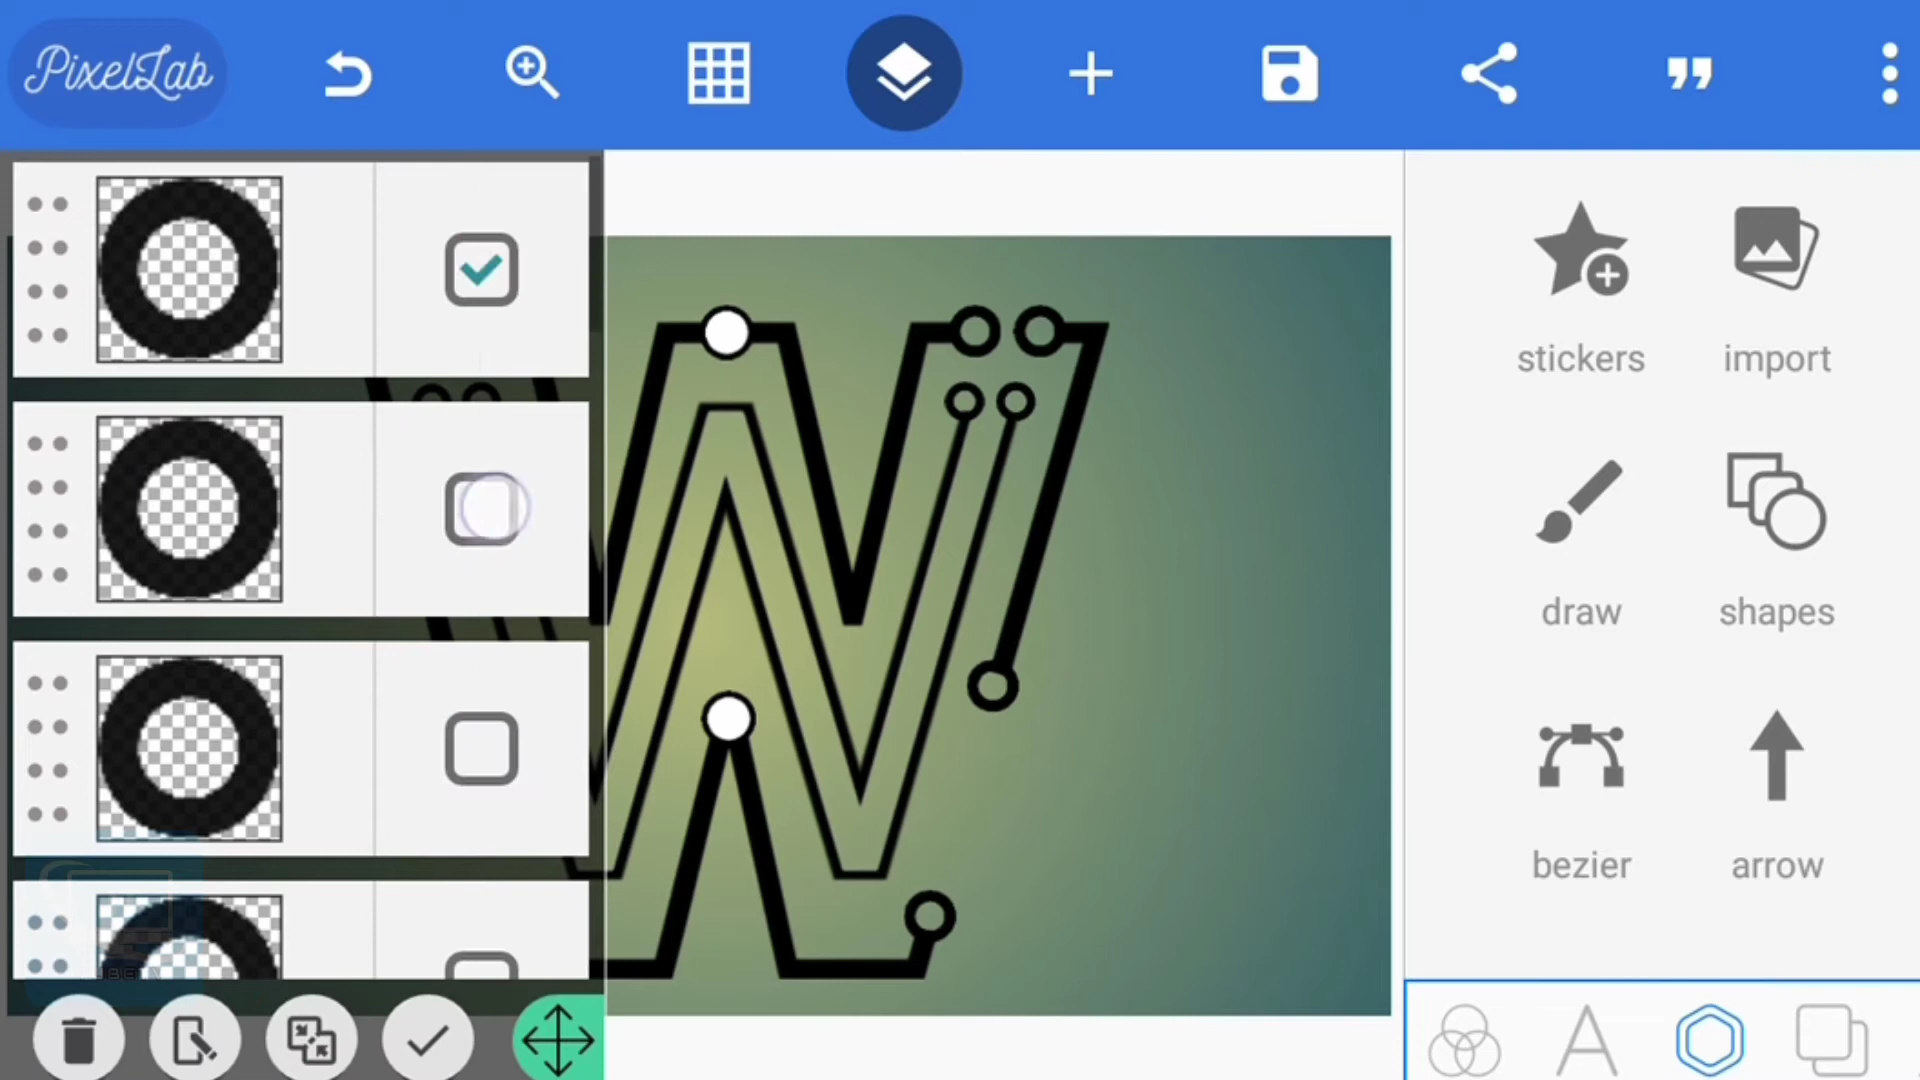 PixelLab
stickers
import
draw
shapes
bezier
arrow